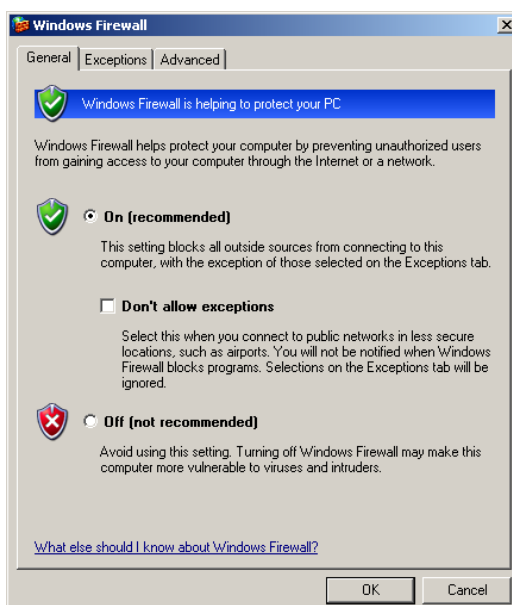 Windows Firewall
General Exceptions Advanced
Windows Firewall is helping to protect your PC
Windows Firewall helps protect your computer by preventing unauthorized users
from gaining access to your computer through the Internet or a network.
On (recommended)
This setting blocks all outside sources from connecting to this
computer, with the exception of those selected on the Exceptions tab.
Don't allow exceptions
Select this when you connect to public networks in less secure
locations, such as airports. You will not be notified when Windows
Firewall blocks programs. Selections on the Exceptions tab will be
ignored.
Off (not recommended)
Avoid using this setting. Turning off Windows Firewall may make this
computer more vulnerable to viruses and intruders.
What else should I know about Windows Firewall?
OK Cancel